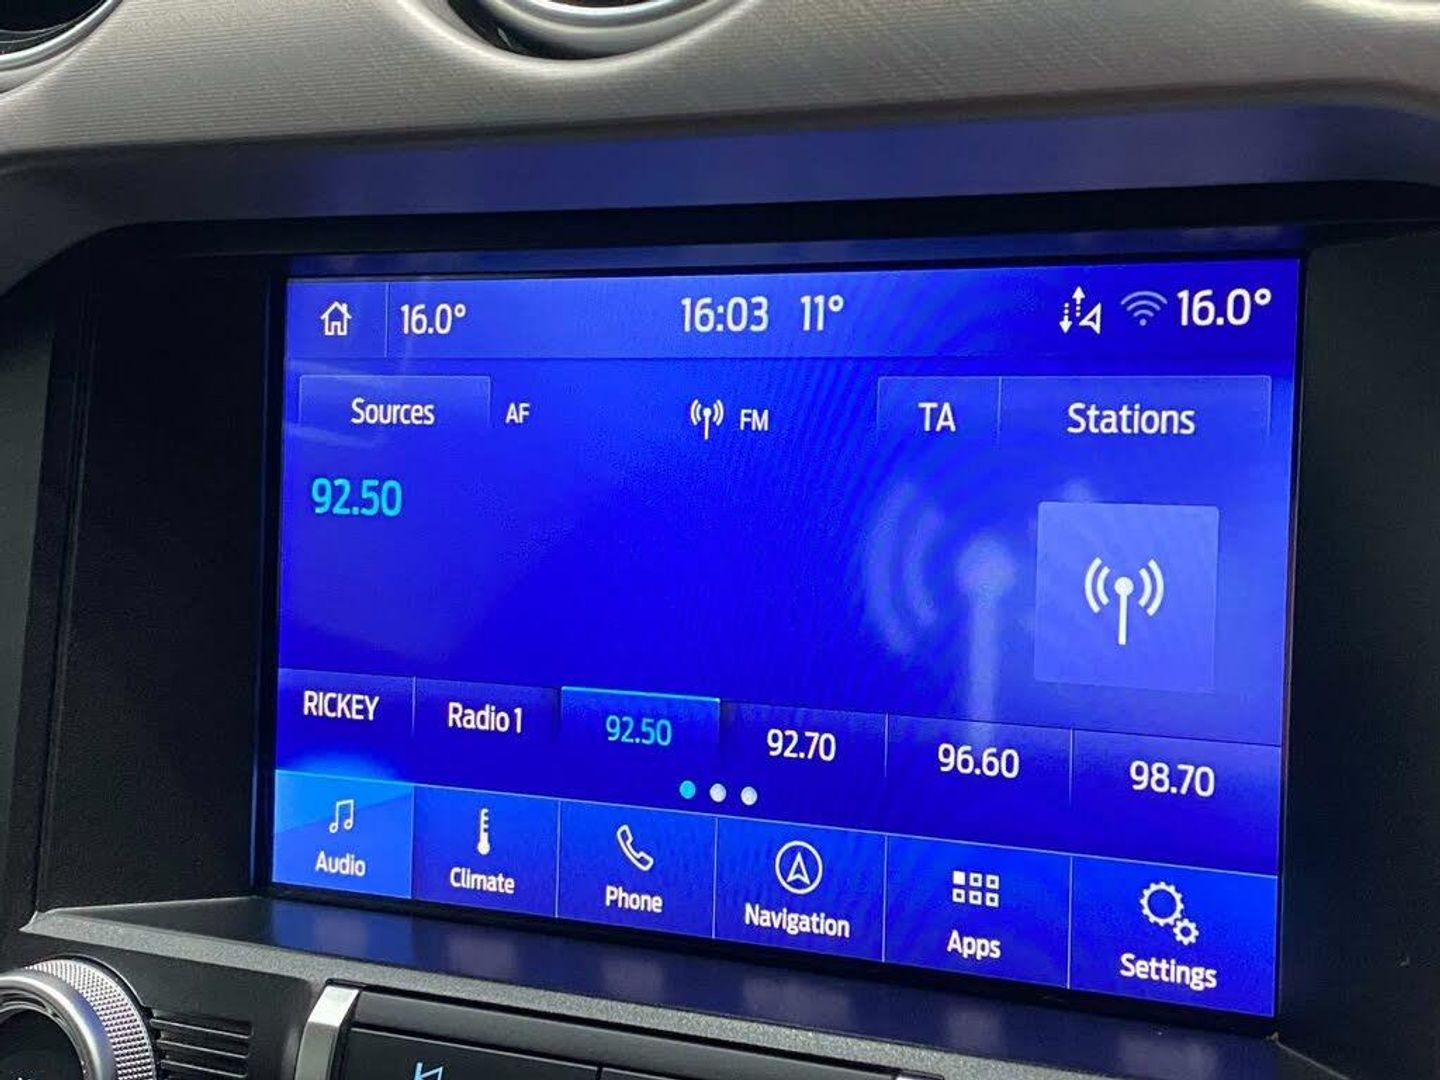 16.0° 16:03 11° 16.0°
Sources AF FM TA Stations
92.50
RICKEY Radio 1 92.50 92.70 96.60 98.70
Audio Climate Phone Navigation Apps Settings